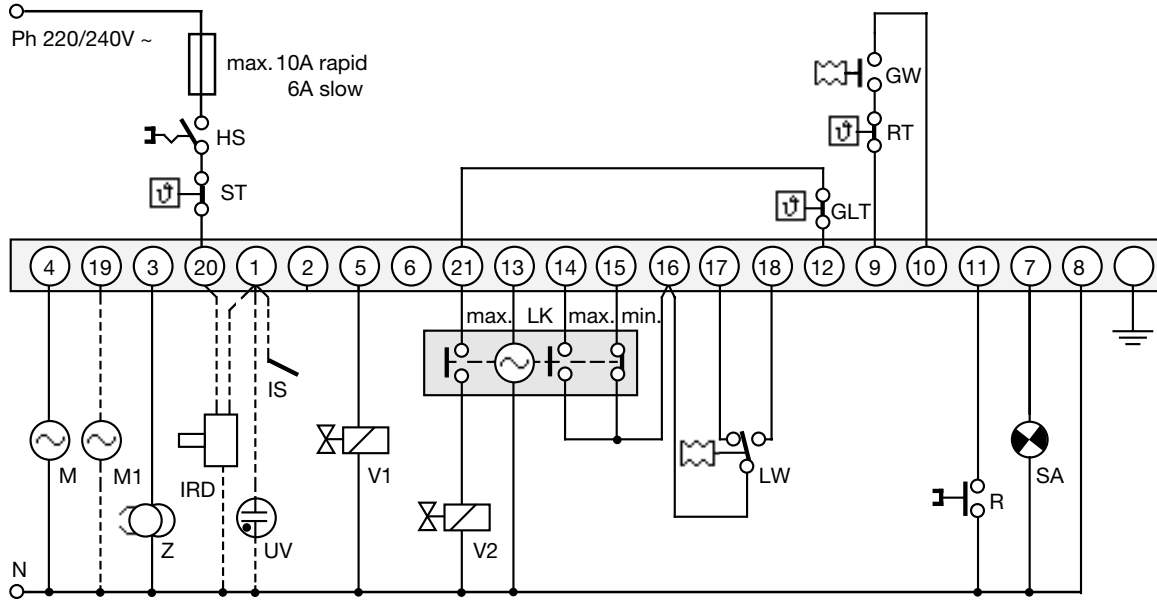 Ph 220/240V ~
max. 10A rapid
6A slow
HS
ST
GW
RT
GLT
4 19 3 20 1 2 5 6 21 13 14 15 16 17 18 12 9 10 11 7 8
max. LK max. min.
IS
M
M1
IRD
Z
UV
V1
V2
LW
R
SA
N